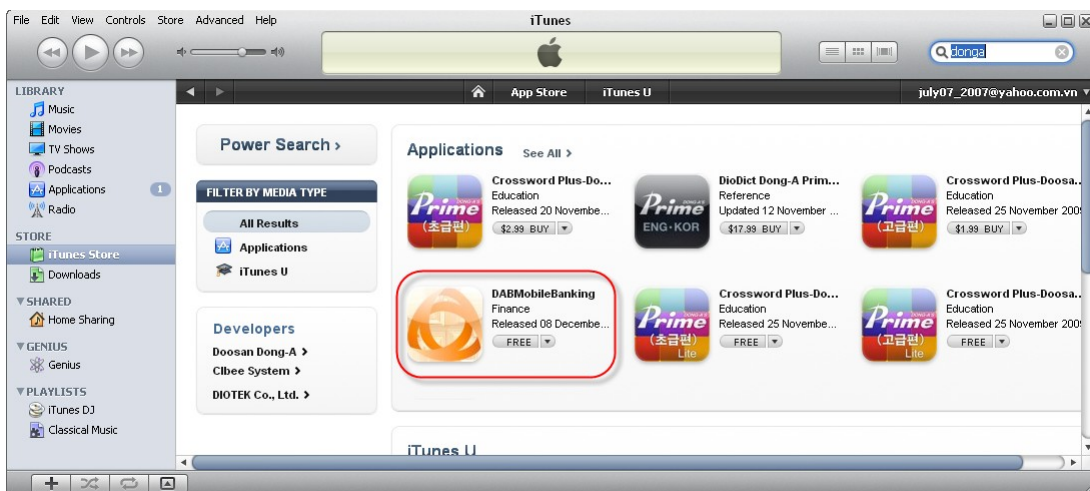 File Edit View Controls Store Advanced Help
iTunes
donga
App Store
iTunes U
july07_2007@yahoo.com.vn
LIBRARY
Music
Movies
TV Shows
Podcasts
Applications 1
Radio
STORE
iTunes Store
Downloads
SHARED
Home Sharing
GENIUS
Genius
PLAYLISTS
iTunes DJ
Classical Music
Power Search ›
FILTER BY MEDIA TYPE
All Results
Applications
iTunes U
Developers
Doosan Dong-A >
Clbee System >
DIOTEK Co., Ltd. >
Applications See All >
Prime
(초급편)
Crossword Plus-Do...
Education
Released 20 Novembe...
$2.99 BUY
Prime
ENG·KOR
DioDict Dong-A Prim...
Reference
Updated 12 November ...
$17.99 BUY
Prime
(고급편)
Crossword Plus-Doosa...
Education
Released 25 November 200
$1.99 BUY
DABMobileBanking
Finance
Released 08 Decembe...
FREE
Prime
(초급편)
Lite
Crossword Plus-Do...
Education
Released 25 Novembe...
FREE
Prime
(고급편)
Lite
Crossword Plus-Doosa...
Education
Released 25 November 200
FREE
iTunes U